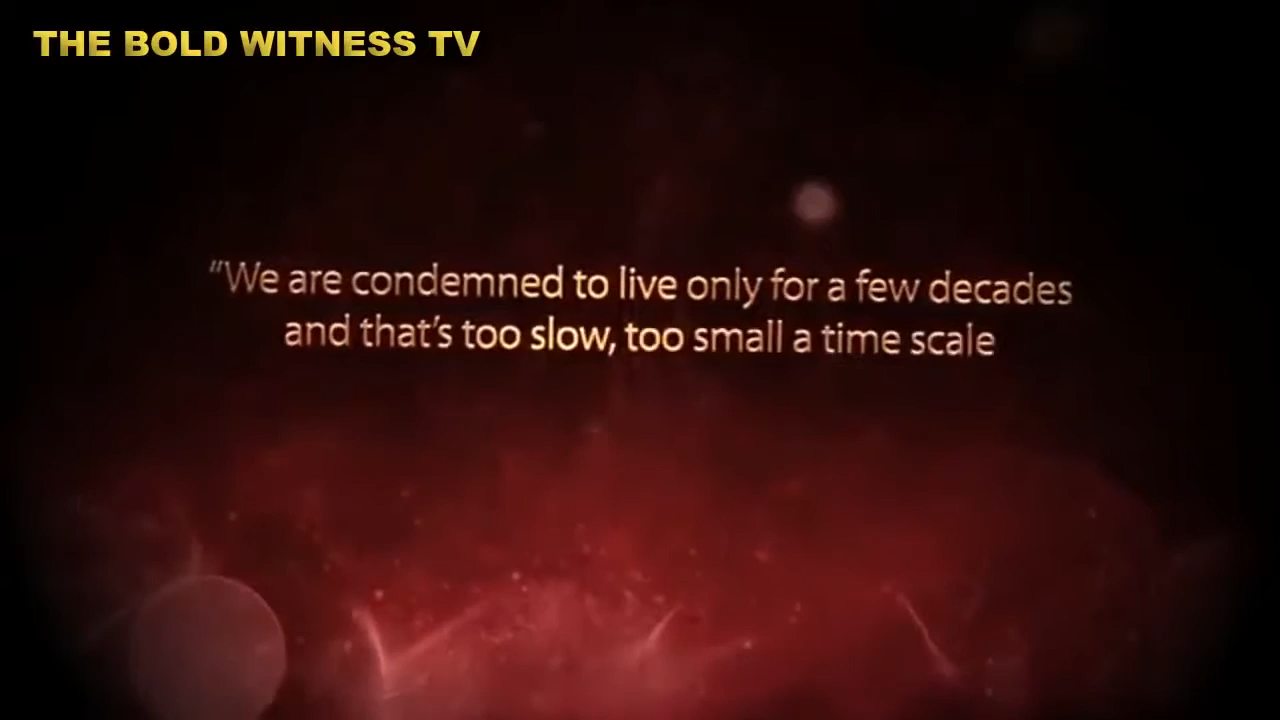 THE BOLD WITNESS TV
“We are condemned to live only for a few decades
and that’s too slow, too small a time scale